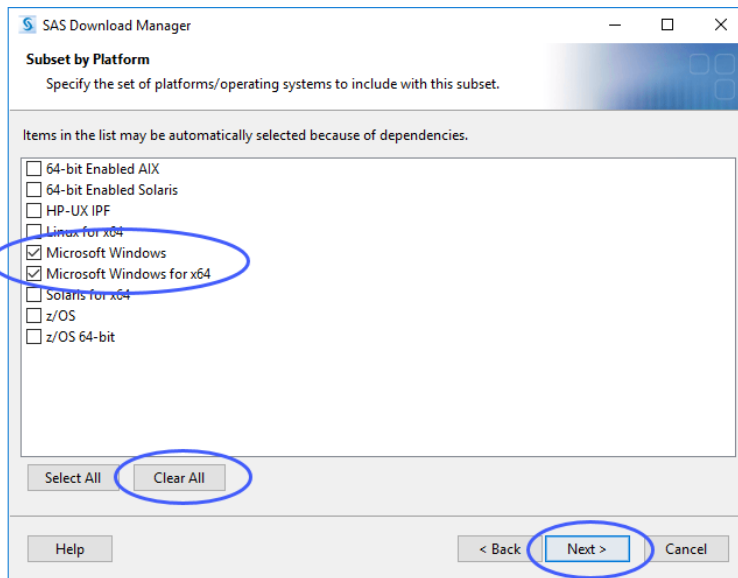 SAS Download Manager
Subset by Platform
Specify the set of platforms/operating systems to include with this subset.
Items in the list may be automatically selected because of dependencies.
64-bit Enabled AIX
64-bit Enabled Solaris
HP-UX IPF
Linux for x64
Microsoft Windows
Microsoft Windows for x64
Solaris for x64
z/OS
z/OS 64-bit
Select All
Clear All
Help
< Back
Next >
Cancel